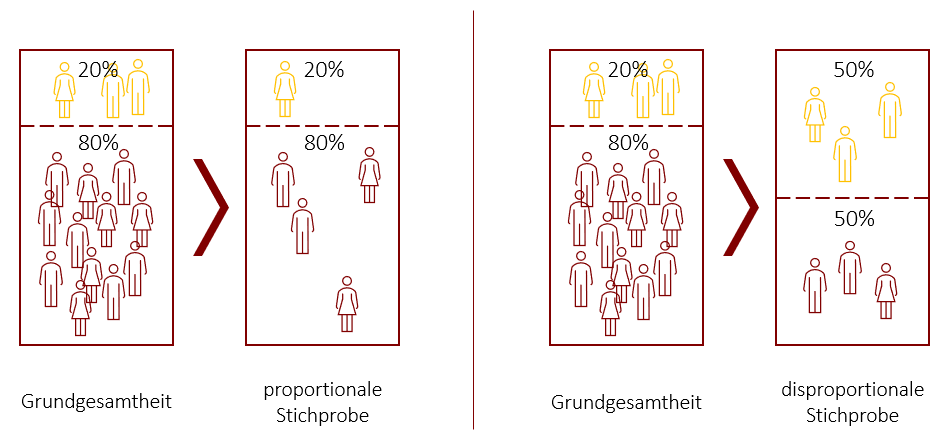 20%
80%
Grundgesamtheit
20%
80%
proportionale
Stichprobe
20%
80%
Grundgesamtheit
50%
50%
disproportionale
Stichprobe